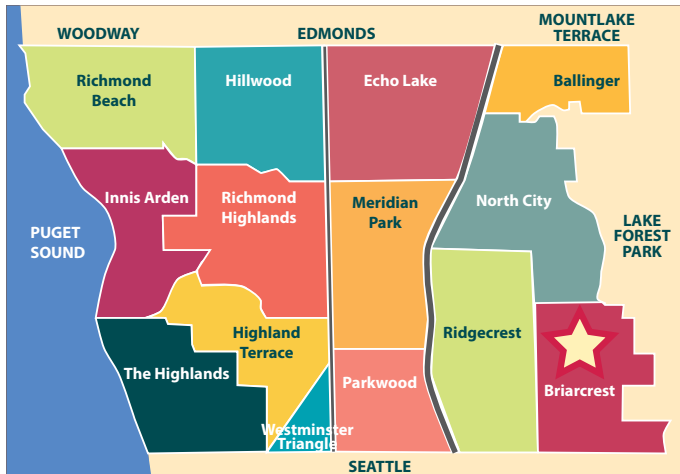 WOODWAY
EDMONDS
MOUNTLAKE
TERRACE
Richmond
Beach
Hillwood
Echo Lake
Ballinger
Innis Arden
Richmond
Highlands
Meridian
Park
North City
PUGET
SOUND
LAKE
FOREST
PARK
Highland
Terrace
Ridgecrest
The Highlands
Parkwood
Briarcrest
Westminster
Triangle
SEATTLE